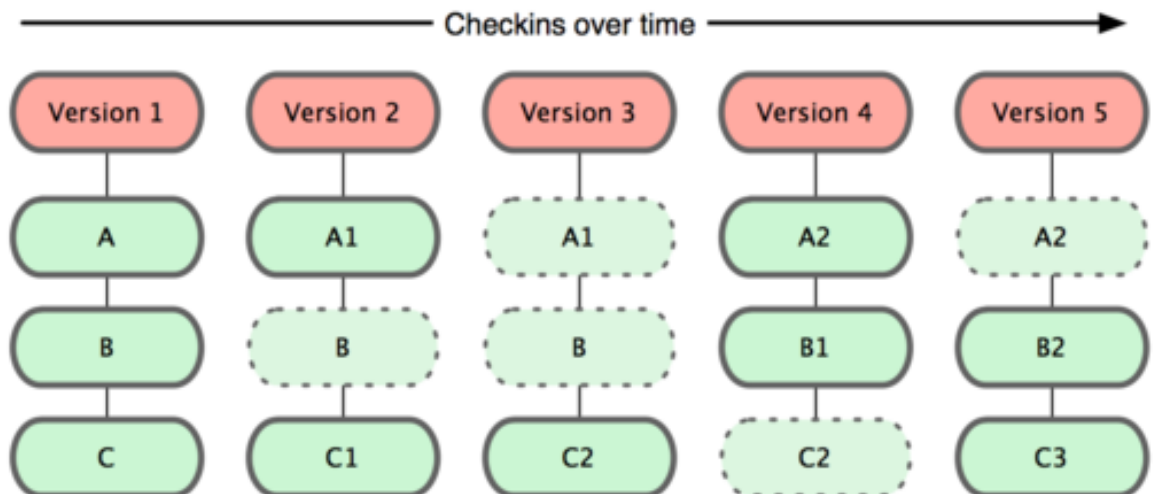 Checkins over time
Version 1 Version 2 Version 3 Version 4 Version 5
A A1 A1 A2 A2
B B B B1 B2
C C1 C2 C2 C3